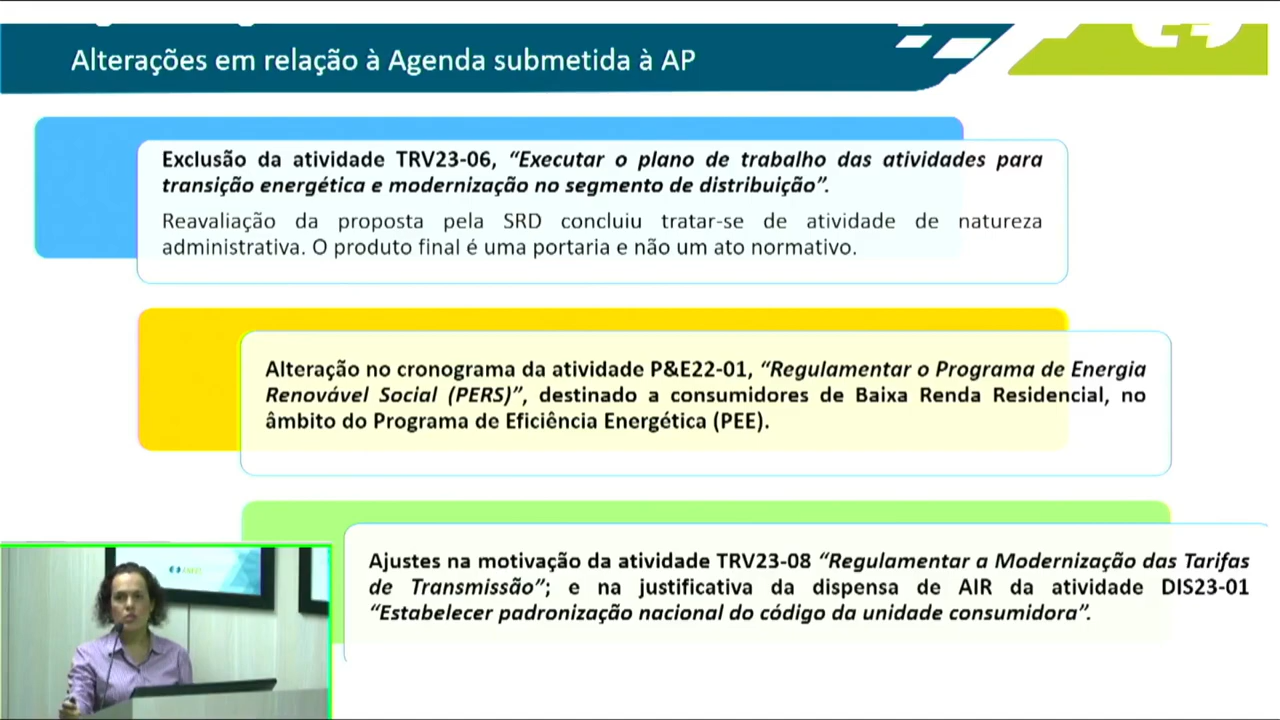 Alterações em relação à Agenda submetida à AP
Exclusão da atividade TRV23-06, “Executar o plano de trabalho das atividades para
transição energética e modernização no segmento de distribuição”.
Reavaliação da proposta pela SRD concluiu tratar-se de atividade de natureza
administrativa. O produto final é uma portaria e não um ato normativo.
Alteração no cronograma da atividade P&E22-01, “Regulamentar o Programa de Energia
Renovável Social (PERS)”, destinado a consumidores de Baixa Renda Residencial, no
âmbito do Programa de Eficiência Energética (PEE).
Ajustes na motivação da atividade TRV23-08 “Regulamentar a Modernização das Tarifas
de Transmissão”; e na justificativa da dispensa de AIR da atividade DIS23-01
“Estabelecer padronização nacional do código da unidade consumidora”.